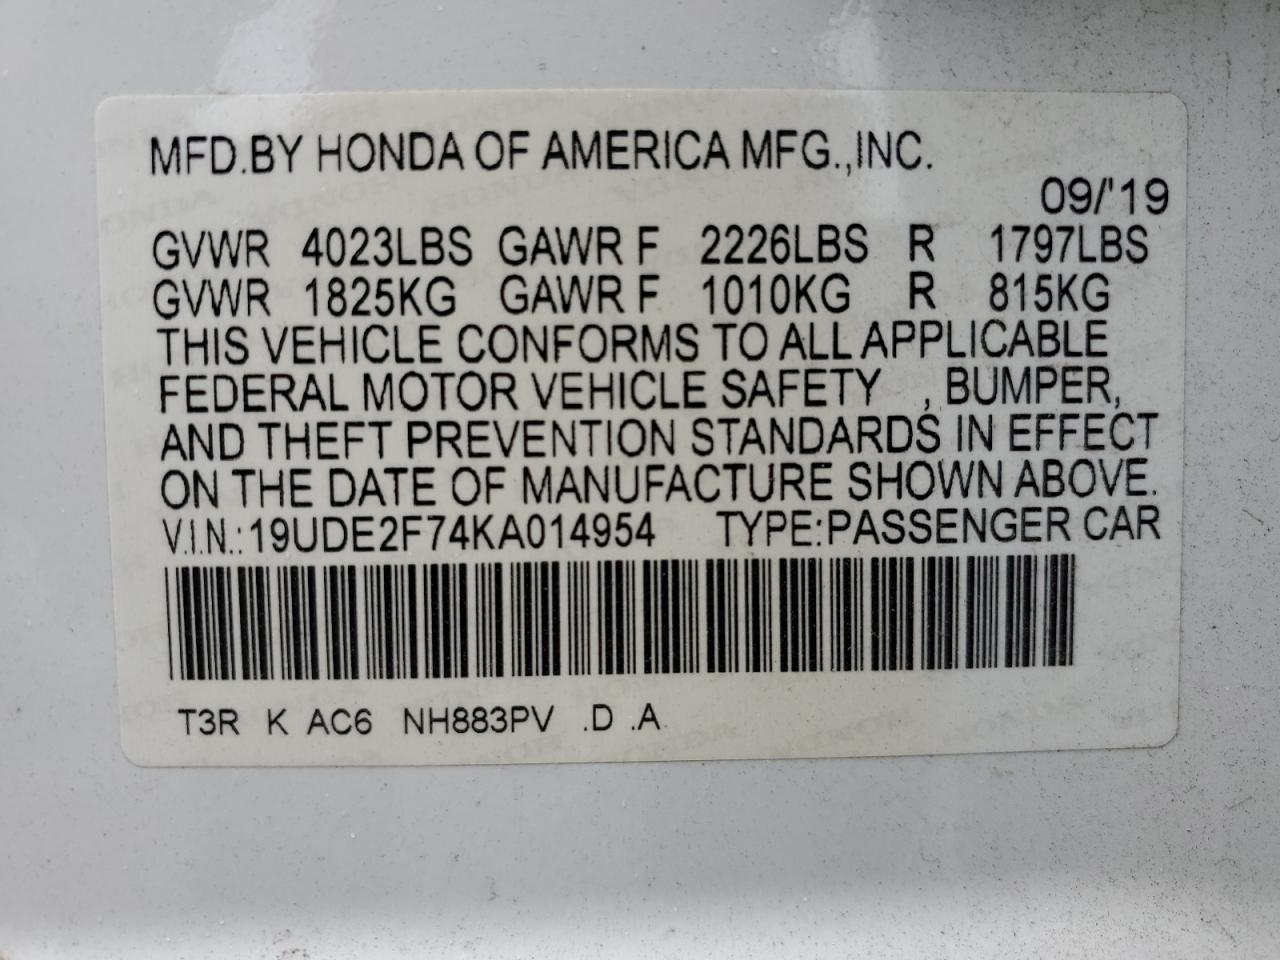 MFD.BY HONDA OF AMERICA MFG.,INC.
09/'19
GVWR 4023LBS GAWR F 2226LBS R 1797LBS
GVWR 1825KG GAWR F 1010KG R 815KG
THIS VEHICLE CONFORMS TO ALL APPLICABLE
FEDERAL MOTOR VEHICLE SAFETY , BUMPER,
AND THEFT PREVENTION STANDARDS IN EFFECT
ON THE DATE OF MANUFACTURE SHOWN ABOVE.
V.I.N.:19UDE2F74KA014954 TYPE:PASSENGER CAR
T3R K AC6 NH883PV .D .A